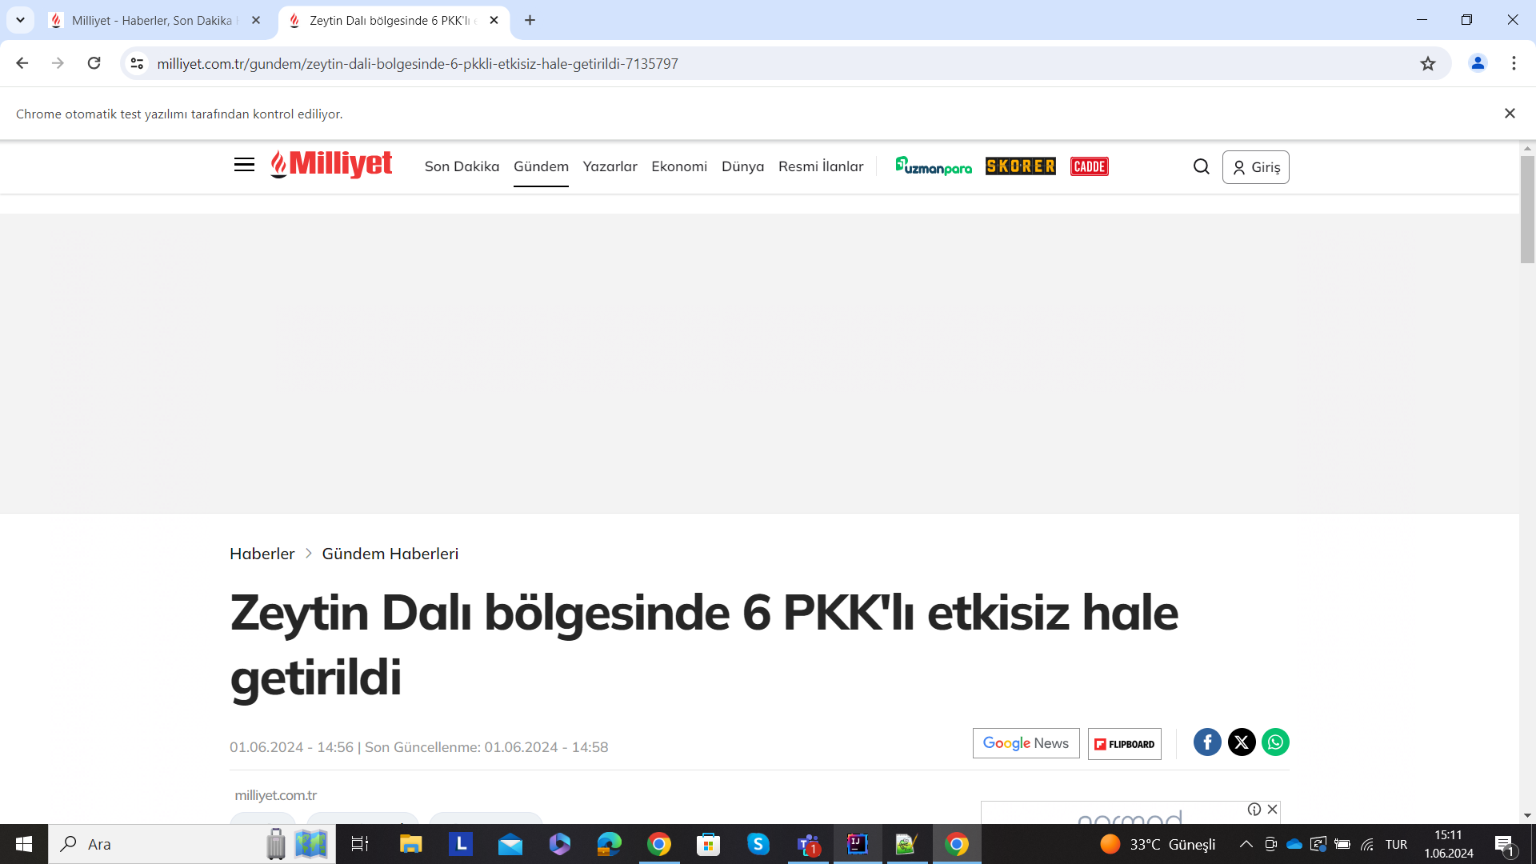 Milliyet - Haberler, Son Dakika
Zeytin Dalı bölgesinde 6 PKK'lı e
milliyet.com.tr/gundem/zeytin-dali-bolgesinde-6-pkkli-etkisiz-hale-getirildi-7135797
Chrome otomatik test yazılımı tarafından kontrol ediliyor.
Milliyet Son Dakika Gündem Yazarlar Ekonomi Dünya Resmi İlanlar uzmanpara SKORER CADDE Giriş
Haberler > Gündem Haberleri
Zeytin Dalı bölgesinde 6 PKK'lı etkisiz hale
getirildi
01.06.2024 - 14:56 | Son Güncellenme: 01.06.2024 - 14:58
Google News FLIPBOARD
milliyet.com.tr
Ara
33°C Güneşli
TUR
15:11
1.06.2024